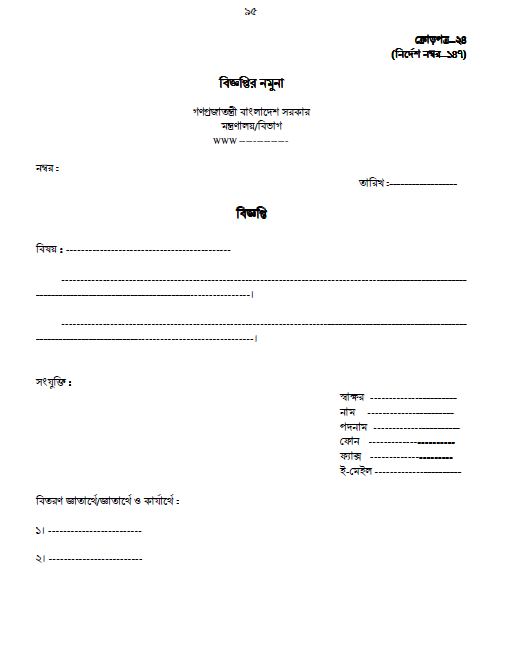 ৯৫
ক্রোড়পত্র–২৪
(নির্দেশ নম্বর–১৪৭)
বিজ্ঞপ্তির নমুনা
গণপ্রজাতন্ত্রী বাংলাদেশ সরকার
মন্ত্রণালয়/বিভাগ
www -------------
নম্বর :
তারিখ :------------------
বিজ্ঞপ্তি
বিষয় : --------------------------------------------
------------------------------------------------------------------------------------------------------------
---------------------------------------------------------।
------------------------------------------------------------------------------------------------------------
----------------------------------------------------------।
সংযুক্তি :
স্বাক্ষর -----------------------
নাম -----------------------
পদনাম -----------------------
ফোন -----------------------
ফ্যাক্স ----------------------
ই-মেইল -----------------------
বিতরণ জ্ঞাতার্থে/জ্ঞাতার্থে ও কার্যার্থে :
১। -------------------------
২। -------------------------